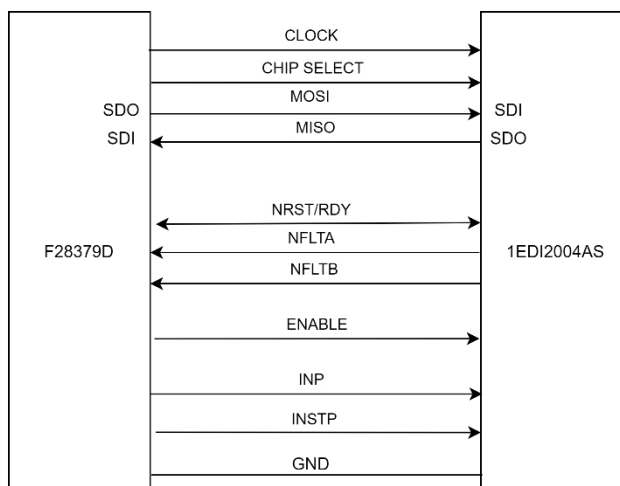 CLOCK
CHIP SELECT
MOSI
SDO
SDI
MISO
SDI
SDO
NRST/RDY
F28379D
NFLTA
1EDI2004AS
NFLTB
ENABLE
INP
INSTP
GND